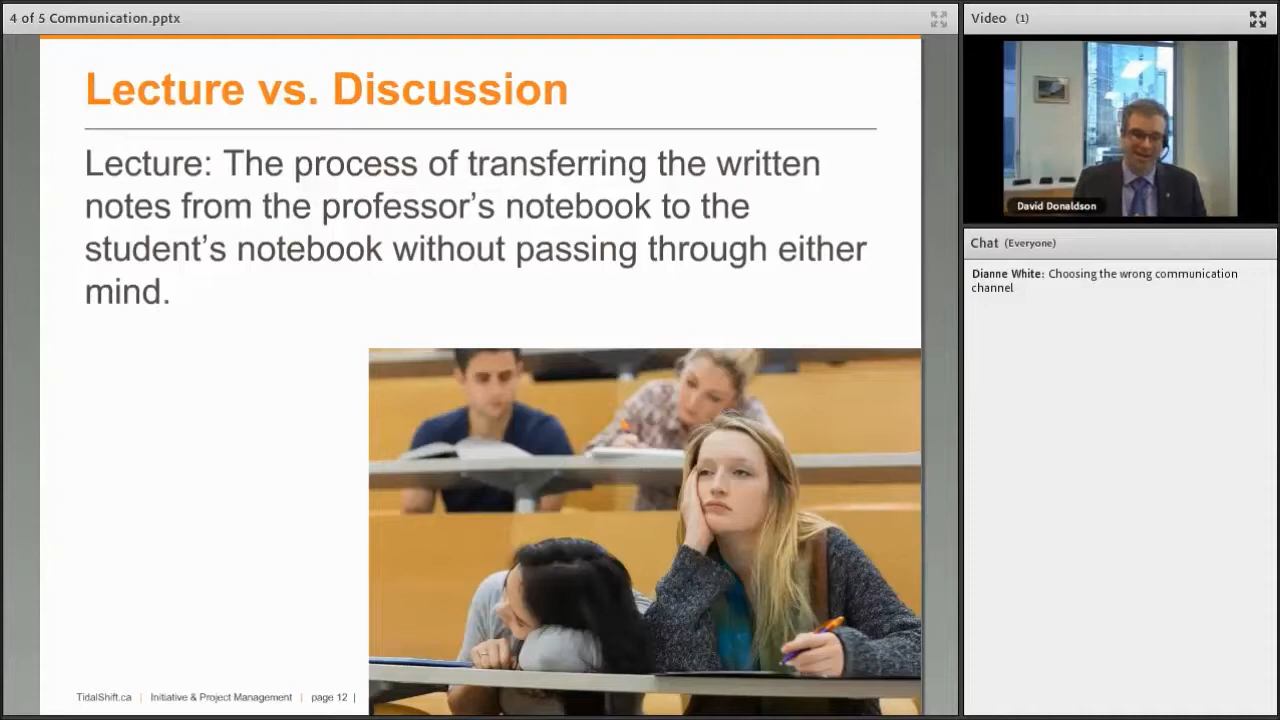 4 of 5 Communication.pptx
Lecture vs. Discussion
Lecture: The process of transferring the written
notes from the professor’s notebook to the
student’s notebook without passing through either
mind.
TidalShift.ca | Initiative & Project Management | page 12 |
Video (1)
David Donaldson
Chat (Everyone)
Dianne White: Choosing the wrong communication
channel